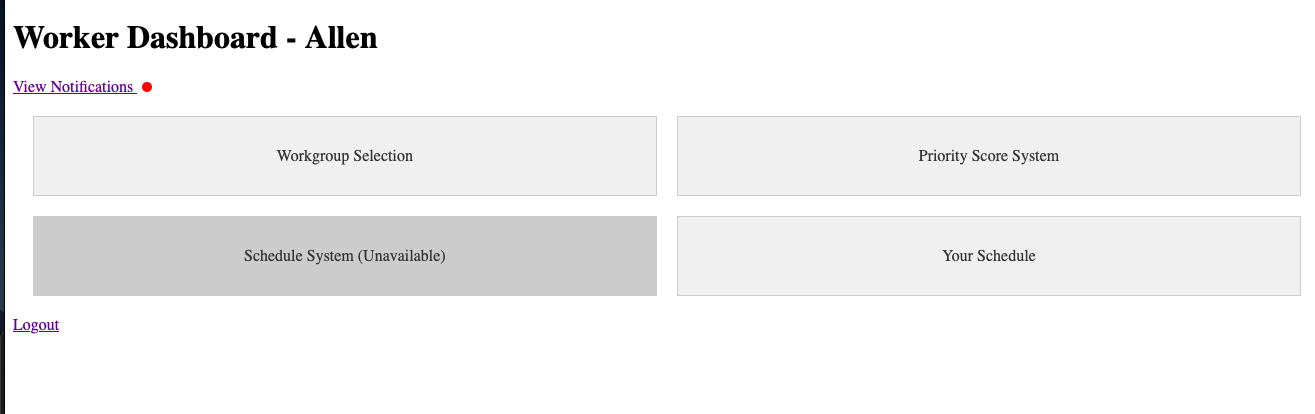 Worker Dashboard - Allen
View Notifications
Workgroup Selection
Priority Score System
Schedule System (Unavailable)
Your Schedule
Logout